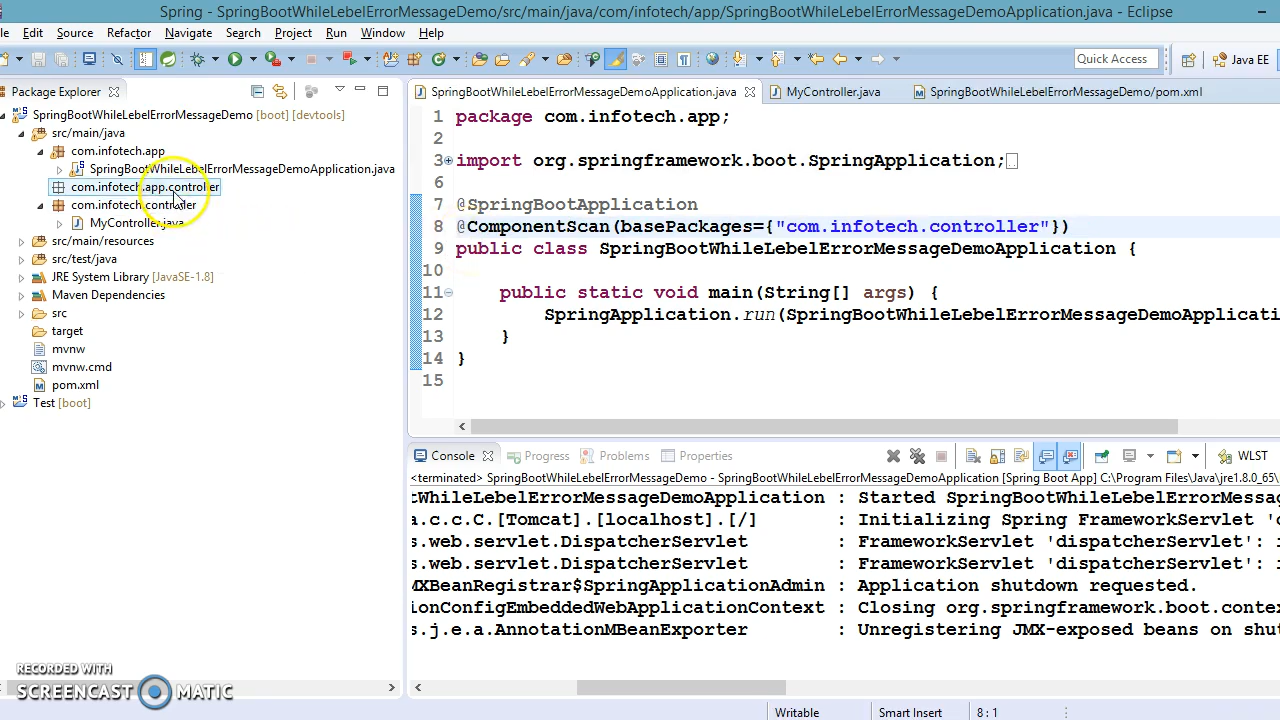 Spring - SpringBootWhileLebelErrorMessageDemo/src/main/java/com/infotech/app/SpringBootWhileLebelErrorMessageDemoApplication.java - Eclipse
le Edit Source Refactor Navigate Search Project Run Window Help
Quick Access Java EE
Package Explorer
SpringBootWhileLebelErrorMessageDemo [boot] [devtools]
src/main/java
com.infotech.app
SpringBootWhileLebelErrorMessageDemoApplication.java
com.infotech.app.controller
com.infotech.controller
MyController.java
src/main/resources
src/test/java
JRE System Library [JavaSE-1.8]
Maven Dependencies
src
target
mvnw
mvnw.cmd
pom.xml
Test [boot]
SpringBootWhileLebelErrorMessageDemoApplication.java MyController.java SpringBootWhileLebelErrorMessageDemo/pom.xml
1 package com.infotech.app;
2
3 import org.springframework.boot.SpringApplication;
6
7 @SpringBootApplication
8 @ComponentScan(basePackages={"com.infotech.controller"})
9 public class SpringBootWhileLebelErrorMessageDemoApplication {
10
11 public static void main(String[] args) {
12 SpringApplication.run(SpringBootWhileLebelErrorMessageDemoApplicati
13 }
14 }
15
Console Progress Problems Properties WLST
<terminated> SpringBootWhileLebelErrorMessageDemo - SpringBootWhileLebelErrorMessageDemoApplication [Spring Boot App] C:\Program Files\Java\jre1.8.0_65\
tWhileLebelErrorMessageDemoApplication : Started SpringBootWhileLebelErrorMessag
a.c.c.C.[Tomcat].[localhost].[/] : Initializing Spring FrameworkServlet 'd
s.web.servlet.DispatcherServlet : FrameworkServlet 'dispatcherServlet': i
s.web.servlet.DispatcherServlet : FrameworkServlet 'dispatcherServlet': i
MXBeanRegistrar$SpringApplicationAdmin : Application shutdown requested.
ionConfigEmbeddedWebApplicationContext : Closing org.springframework.boot.conte
s.j.e.a.AnnotationMBeanExporter : Unregistering JMX-exposed beans on shut
RECORDED WITH
SCREENCAST MATIC
Writable Smart Insert 8 : 1